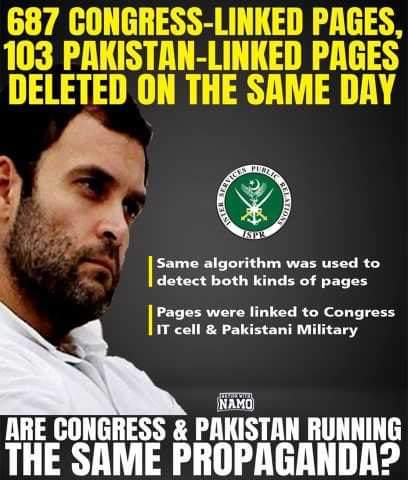 687 CONGRESS-LINKED PAGES,
103 PAKISTAN-LINKED PAGES
DELETED ON THE SAME DAY
INTER SERVICES PUBLIC RELATIONS
ISPR
Same algorithm was used to
detect both kinds of pages
Pages were linked to Congress
IT cell & Pakistani Military
NATION WITH
NAMO
ARE CONGRESS & PAKISTAN RUNNING
THE SAME PROPAGANDA?